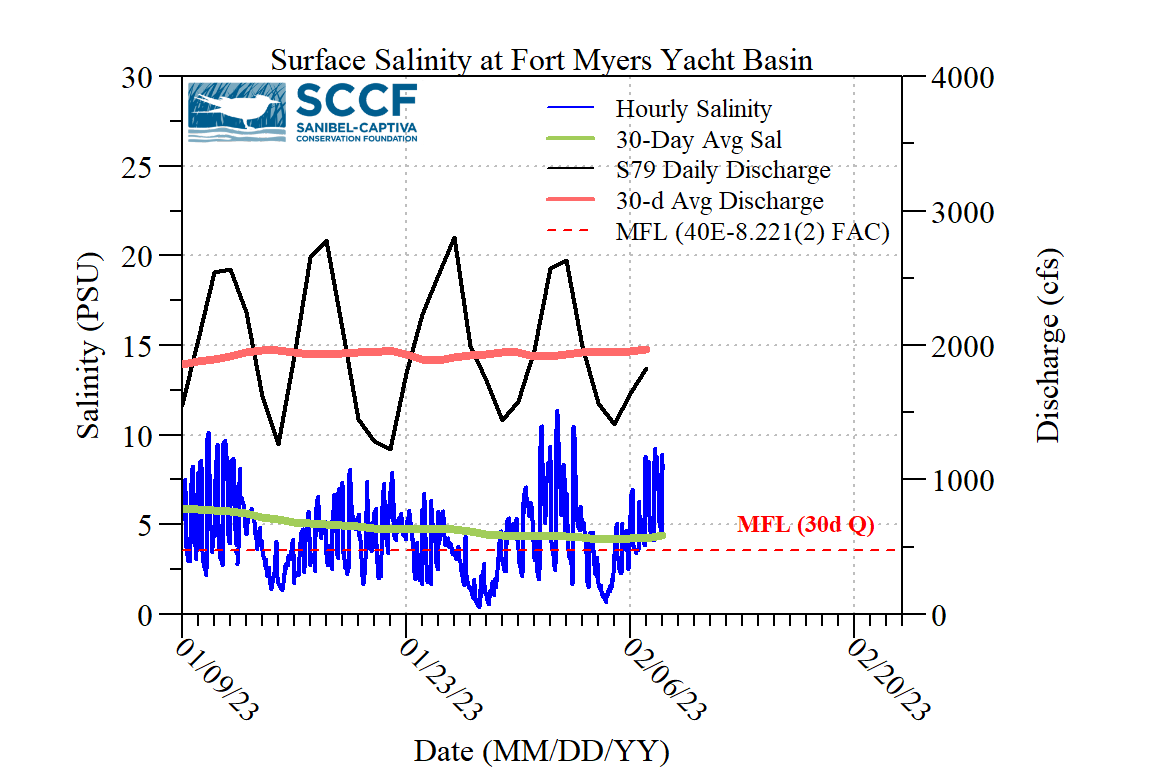 Surface Salinity at Fort Myers Yacht Basin
SCCF
SANIBEL-CAPTIVA
CONSERVATION FOUNDATION
Hourly Salinity
30-Day Avg Sal
S79 Daily Discharge
30-d Avg Discharge
MFL (40E-8.221(2) FAC)
30
25
20
15
10
5
0
Salinity (PSU)
4000
3000
2000
1000
0
Discharge (cfs)
MFL (30d Q)
01/09/23
01/23/23
02/06/23
02/20/23
Date (MM/DD/YY)